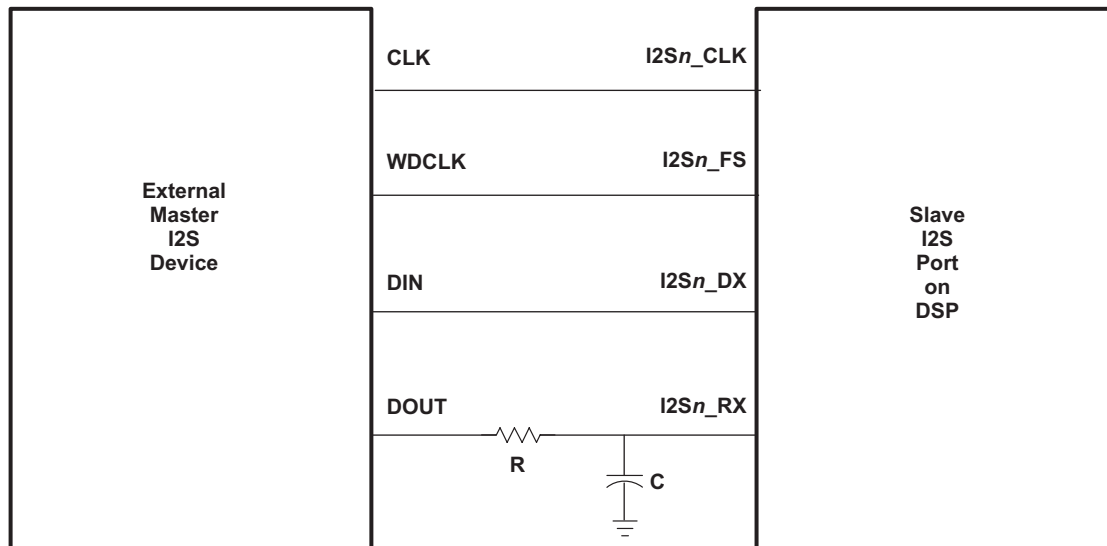 CLK
I2Sn_CLK
WDCLK
I2Sn_FS
External
Master
I2S
Device
Slave
I2S
Port
on
DSP
DIN
I2Sn_DX
DOUT
I2Sn_RX
R
C